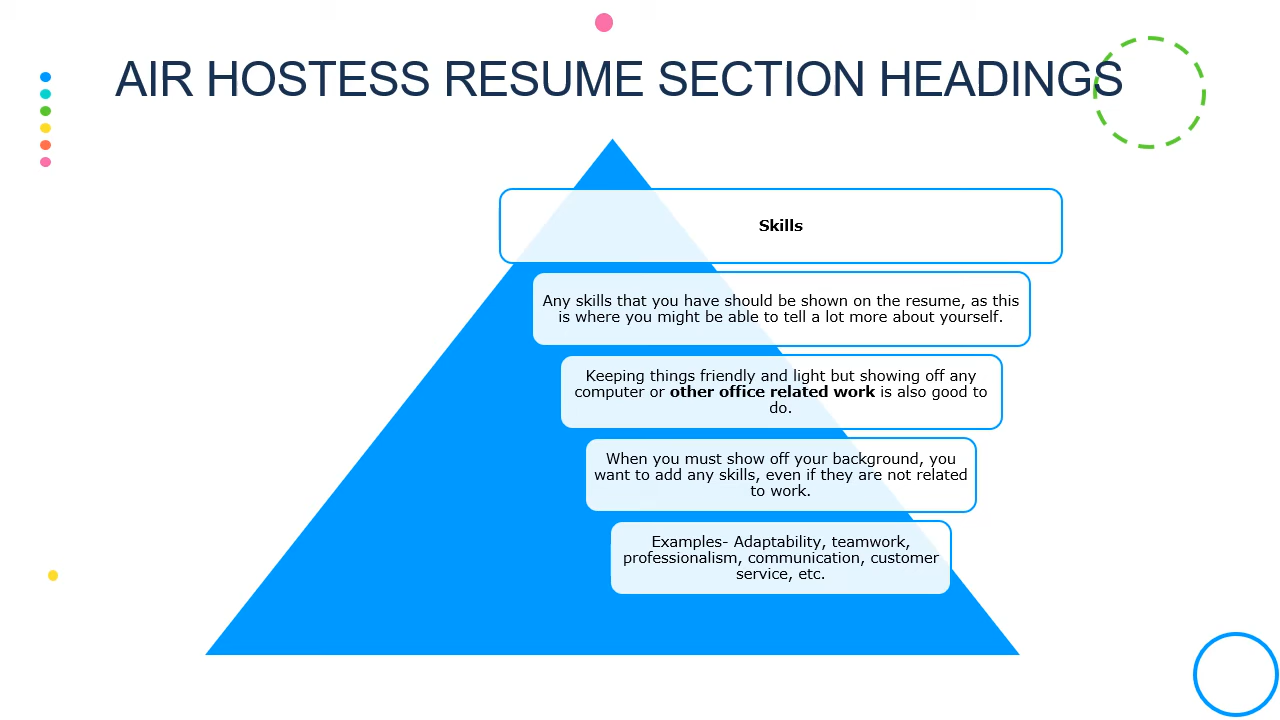 AIR HOSTESS RESUME SECTION HEADINGS
Skills
Any skills that you have should be shown on the resume, as this
is where you might be able to tell a lot more about yourself.
Keeping things friendly and light but showing off any
computer or other office related work is also good to
do.
When you must show off your background, you
want to add any skills, even if they are not related
to work.
Examples- Adaptability, teamwork,
professionalism, communication, customer
service, etc.